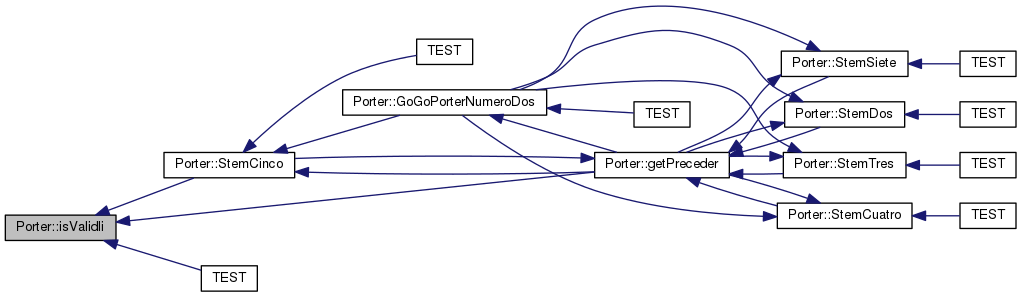 TEST
Porter::StemSiete
TEST
Porter::GoGoPorterNumeroDos
TEST
Porter::StemDos
TEST
Porter::StemCinco
Porter::getPreceder
Porter::StemTres
TEST
Porter::isValidli
Porter::StemCuatro
TEST
TEST